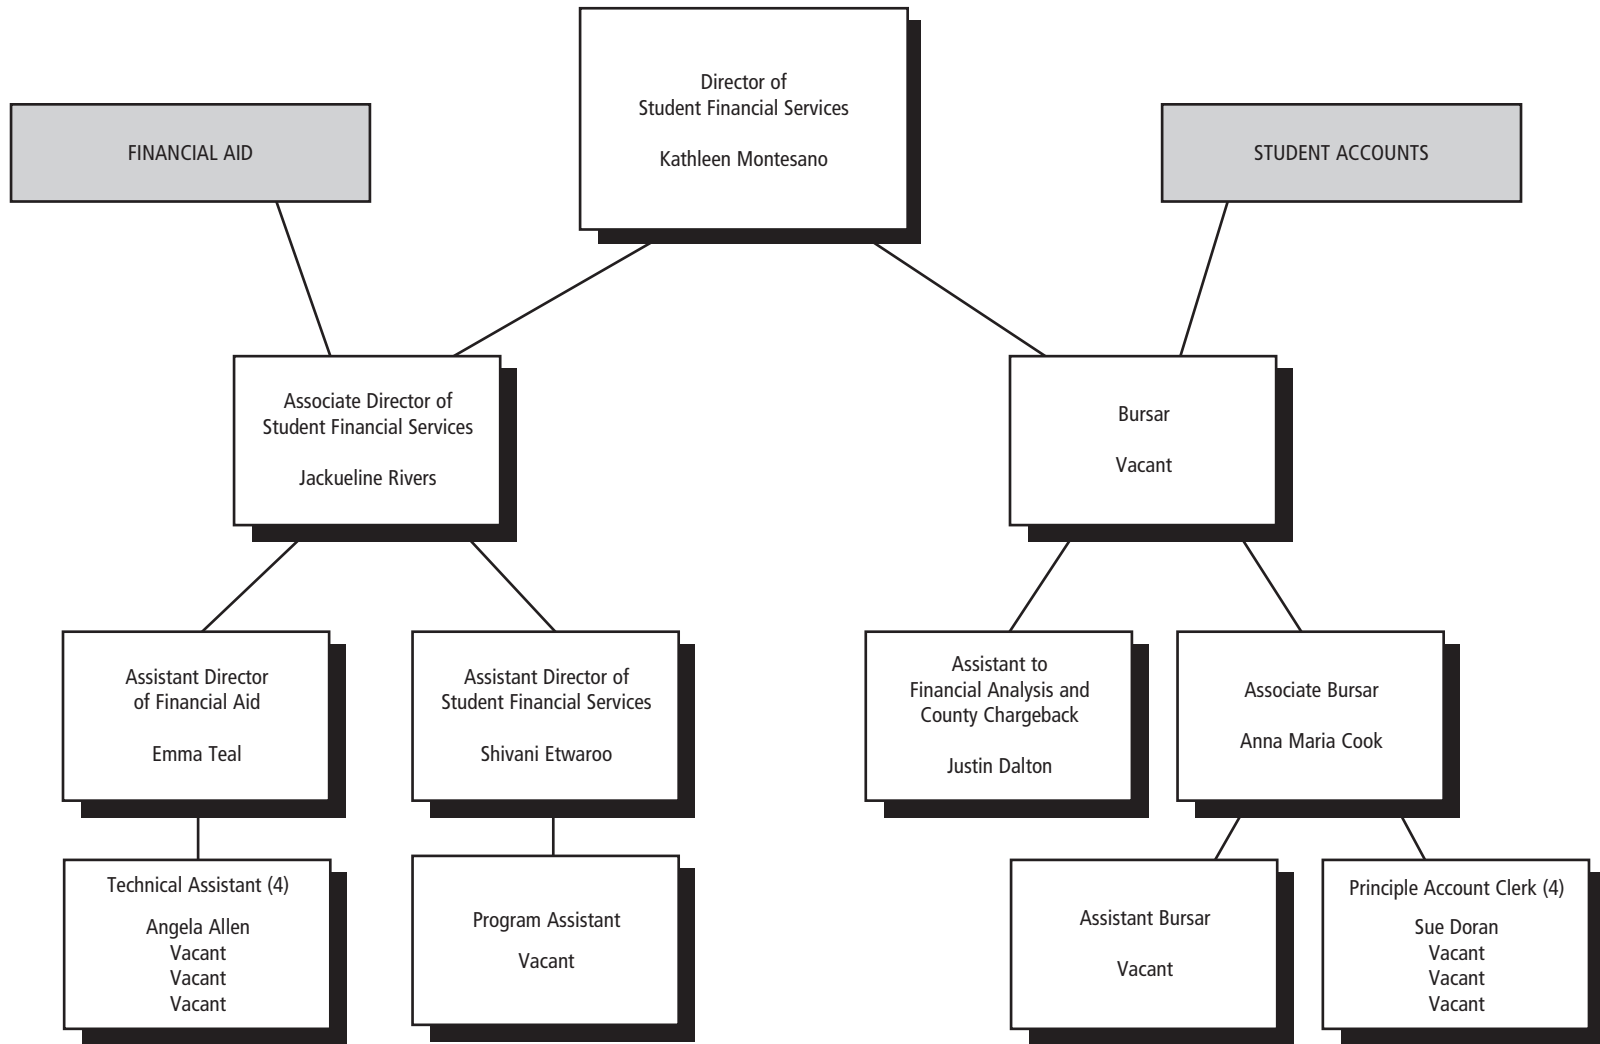 Director of
Student Financial Services
Kathleen Montesano
FINANCIAL AID
STUDENT ACCOUNTS
Associate Director of
Student Financial Services
Jackueline Rivers
Bursar
Vacant
Assistant Director
of Financial Aid
Emma Teal
Assistant Director of
Student Financial Services
Shivani Etwaroo
Assistant to
Financial Analysis and
County Chargeback
Justin Dalton
Associate Bursar
Anna Maria Cook
Technical Assistant (4)
Angela Allen
Vacant
Vacant
Vacant
Program Assistant
Vacant
Assistant Bursar
Vacant
Principle Account Clerk (4)
Sue Doran
Vacant
Vacant
Vacant